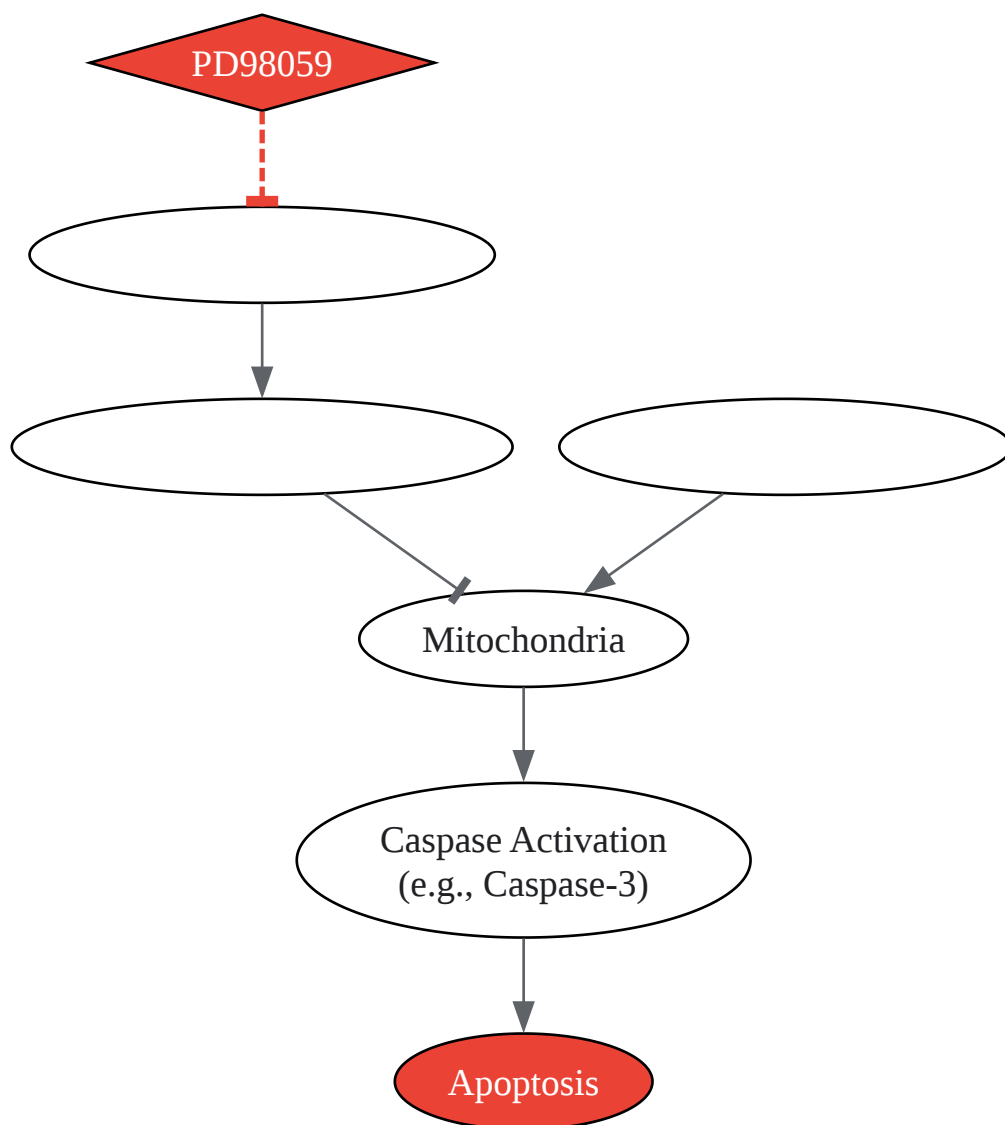 PD98059
Mitochondria
Caspase Activation
(e.g., Caspase-3)
Apoptosis